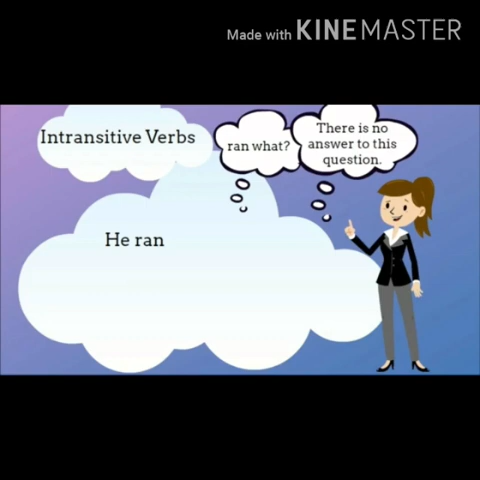 Made with KINEMASTER
Intransitive Verbs
ran what?
There is no
answer to this
question.
He ran